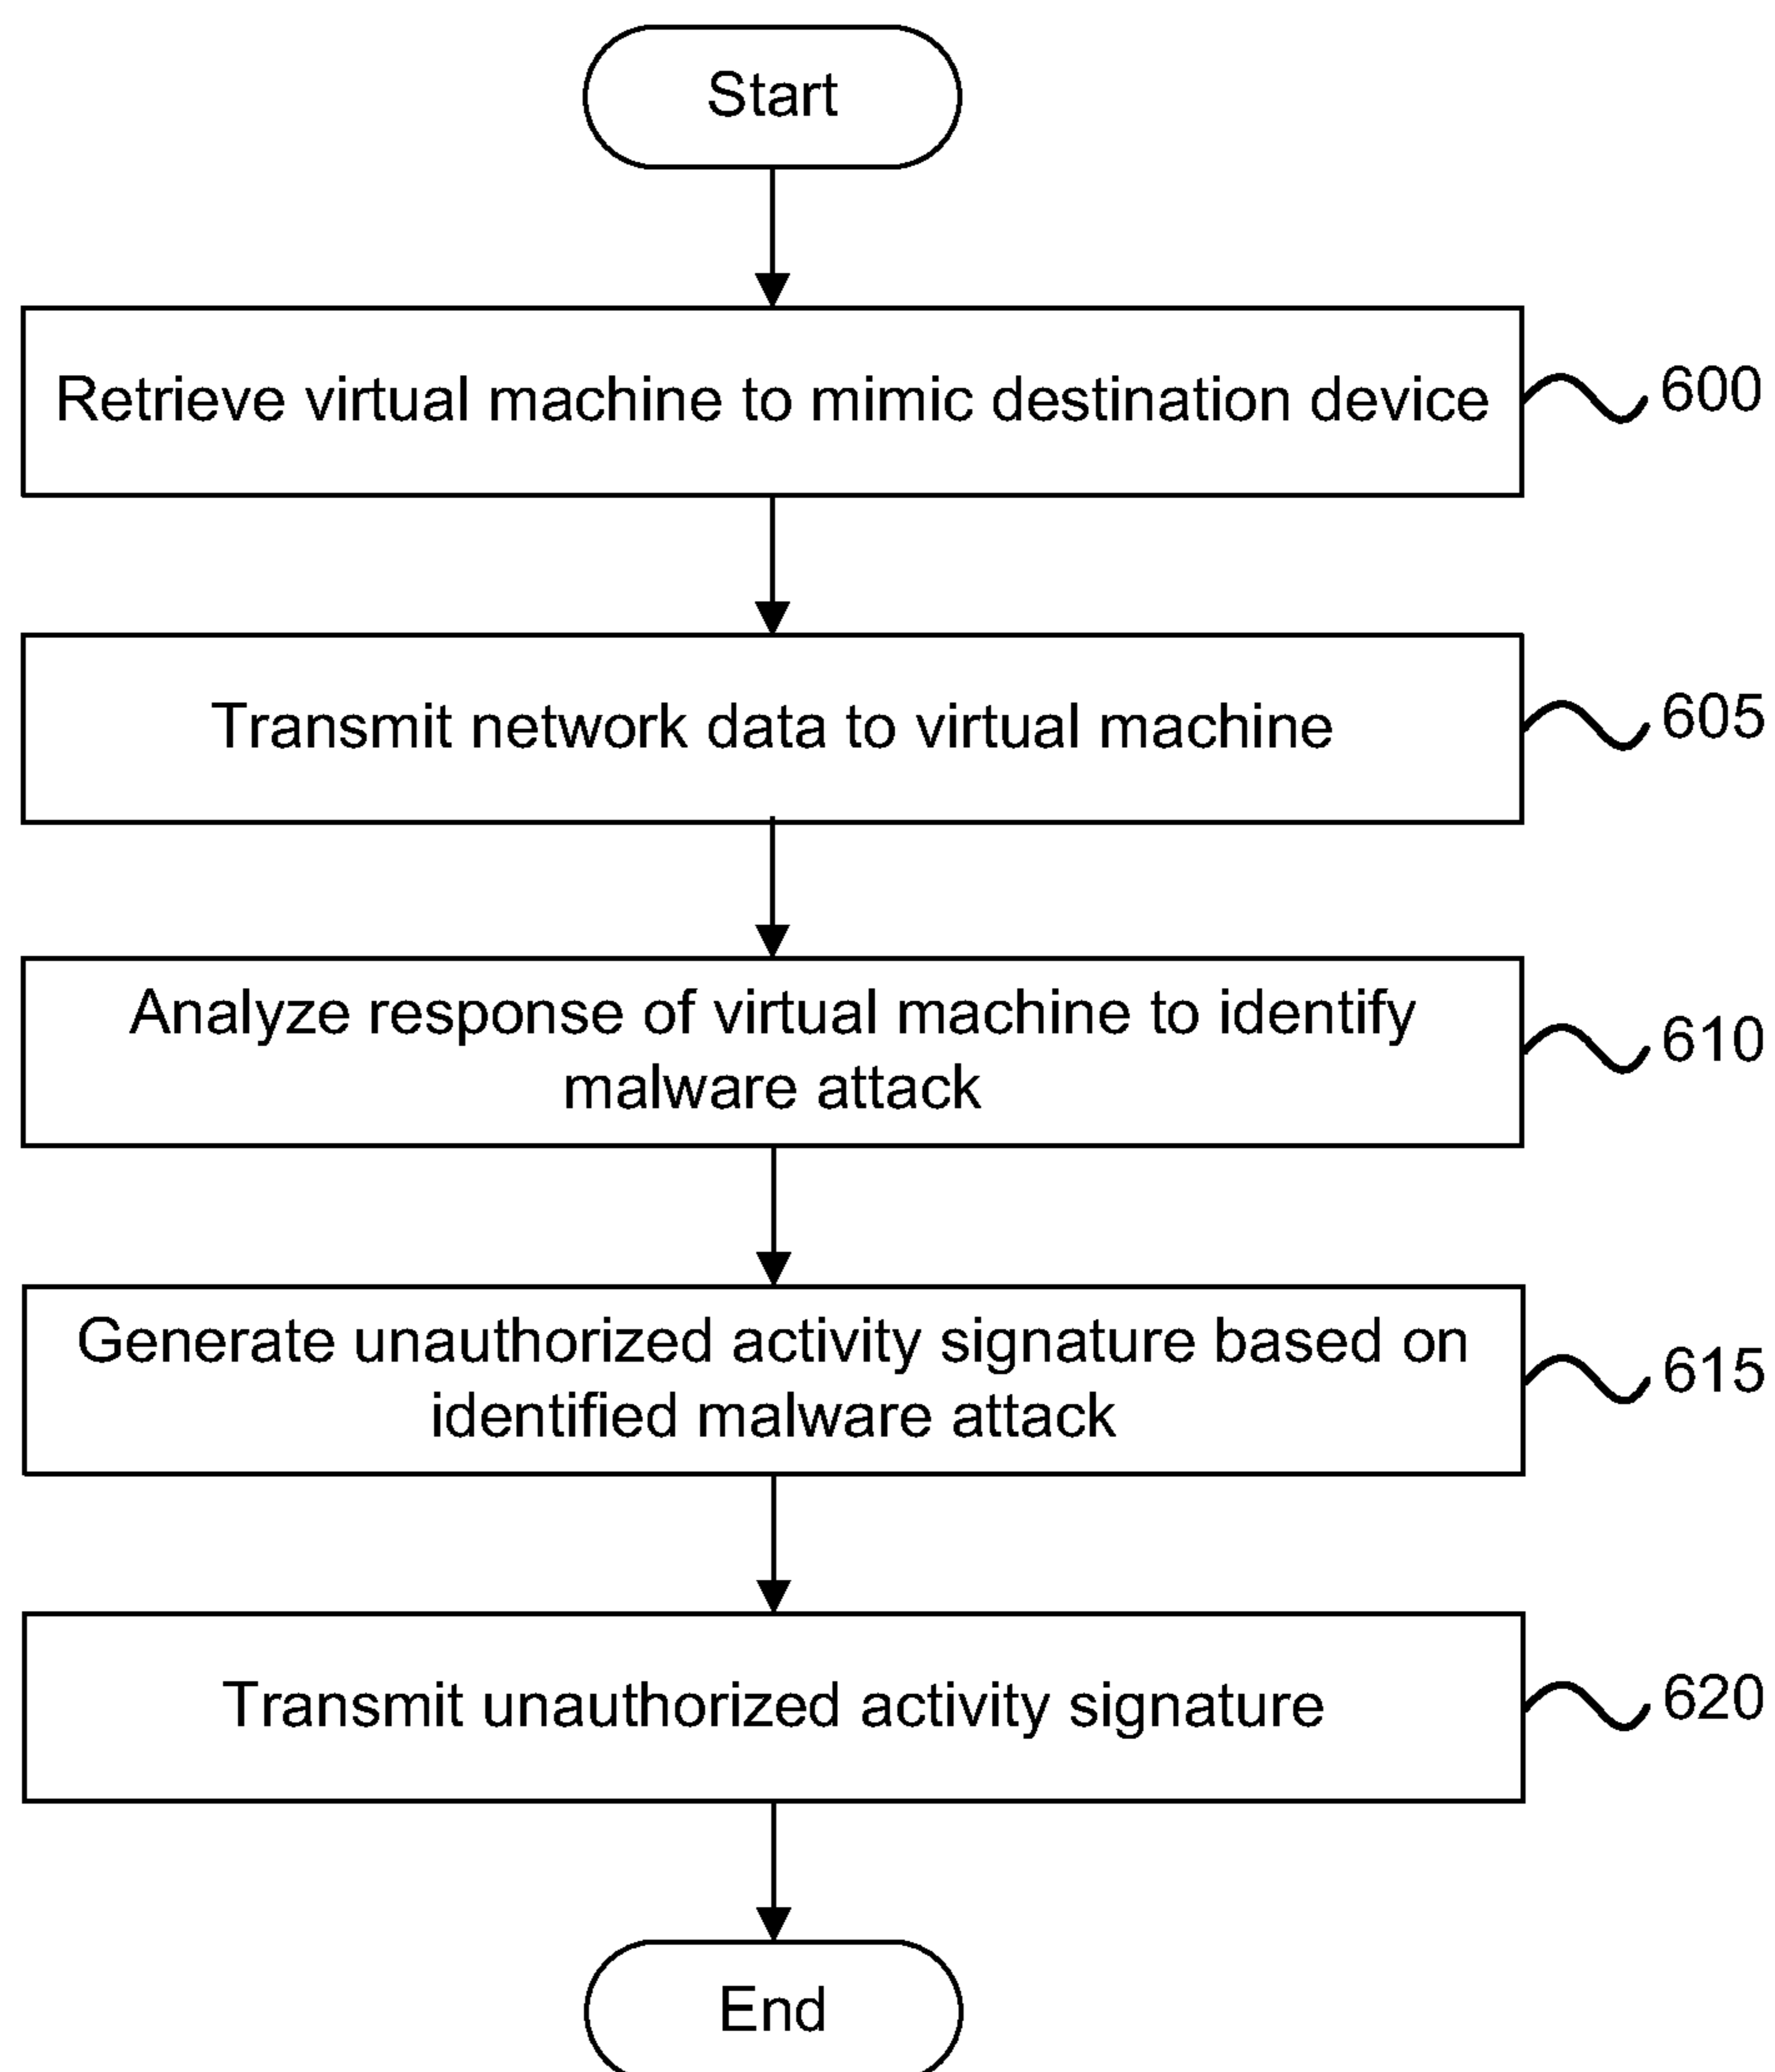 Start
Retrieve virtual machine to mimic destination device
600
Transmit network data to virtual machine
605
Analyze response of virtual machine to identify
malware attack
610
Generate unauthorized activity signature based on
identified malware attack
615
Transmit unauthorized activity signature
620
End